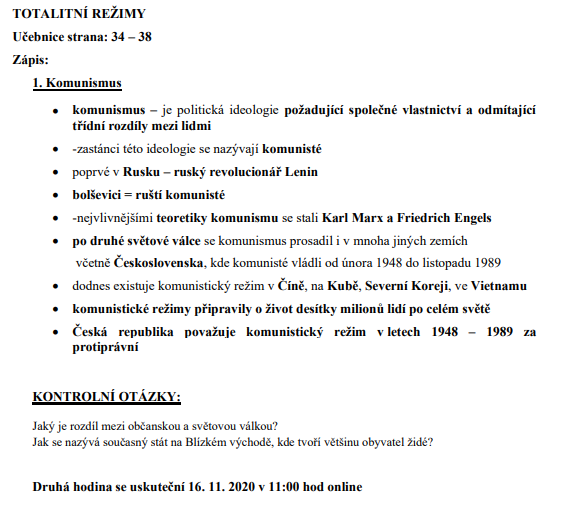 TOTALITNÍ REŽIMY
Učebnice strana: 34 – 38
Zápis:
1. Komunismus
• komunismus – je politická ideologie požadující společné vlastnictví a odmítající
třídní rozdíly mezi lidmi
• -zastánci této ideologie se nazývají komunisté
• poprvé v Rusku – ruský revolucionář Lenin
• bolševici = ruští komunisté
• -nejvlivnějšími teoretiky komunismu se stali Karl Marx a Friedrich Engels
• po druhé světové válce se komunismus prosadil i v mnoha jiných zemích
včetně Československa, kde komunisté vládli od února 1948 do listopadu 1989
• dodnes existuje komunistický režim v Číně, na Kubě, Severní Koreji, ve Vietnamu
• komunistické režimy připravily o život desítky milionů lidí po celém světě
• Česká republika považuje komunistický režim v letech 1948 – 1989 za
protiprávní
KONTROLNÍ OTÁZKY:
Jaký je rozdíl mezi občanskou a světovou válkou?
Jak se nazývá současný stát na Blízkém východě, kde tvoří většinu obyvatel židé?
Druhá hodina se uskuteční 16. 11. 2020 v 11:00 hod online